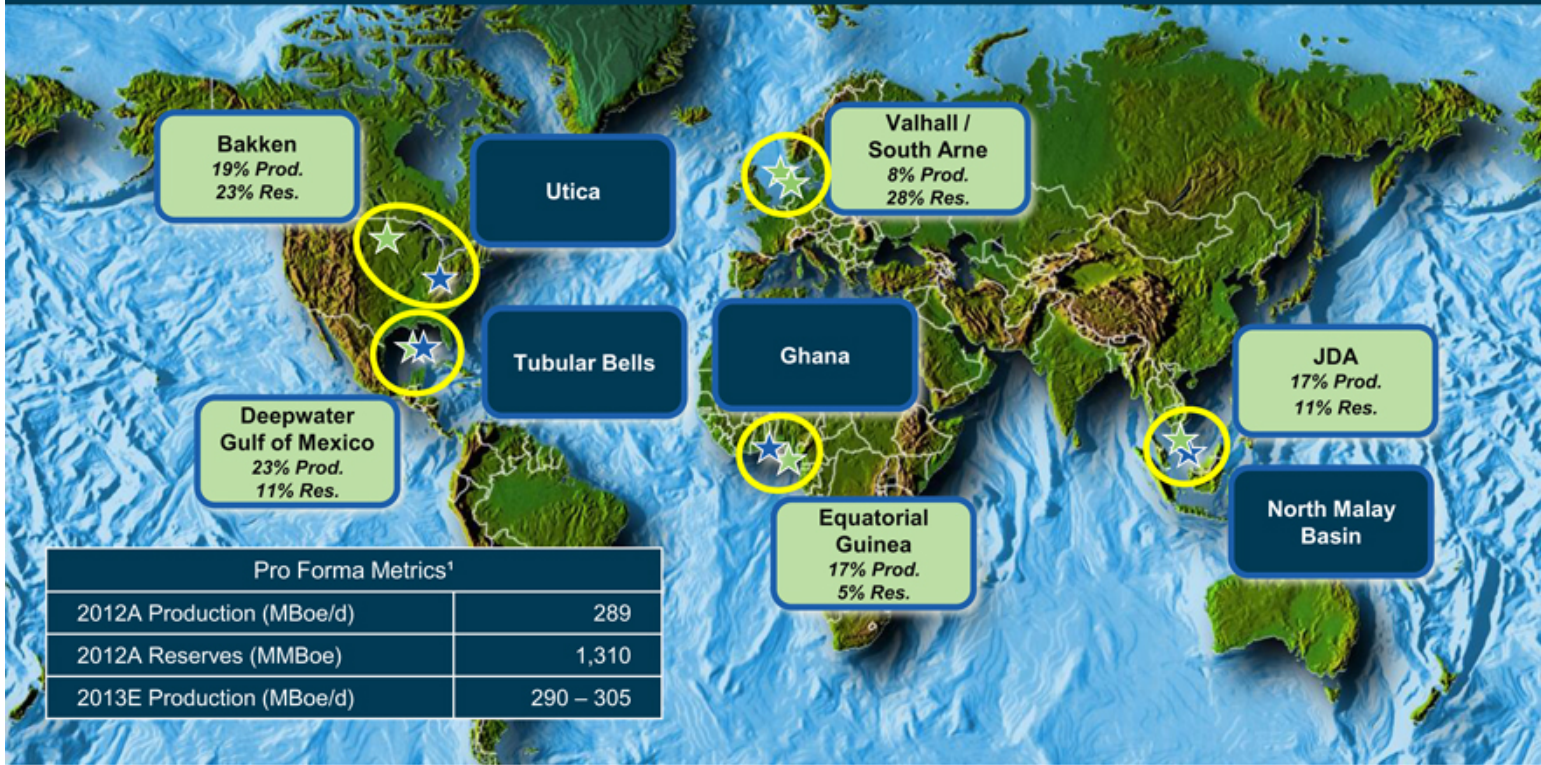 Bakken
19% Prod.
23% Res.
Utica
Valhall /
South Arne
8% Prod.
28% Res.
Tubular Bells
Ghana
JDA
17% Prod.
11% Res.
Deepwater
Gulf of Mexico
23% Prod.
11% Res.
North Malay
Basin
Equatorial
Guinea
17% Prod.
5% Res.
Pro Forma Metrics¹
2012A Production (MBoe/d) 289
2012A Reserves (MMBoe) 1,310
2013E Production (MBoe/d) 290 – 305